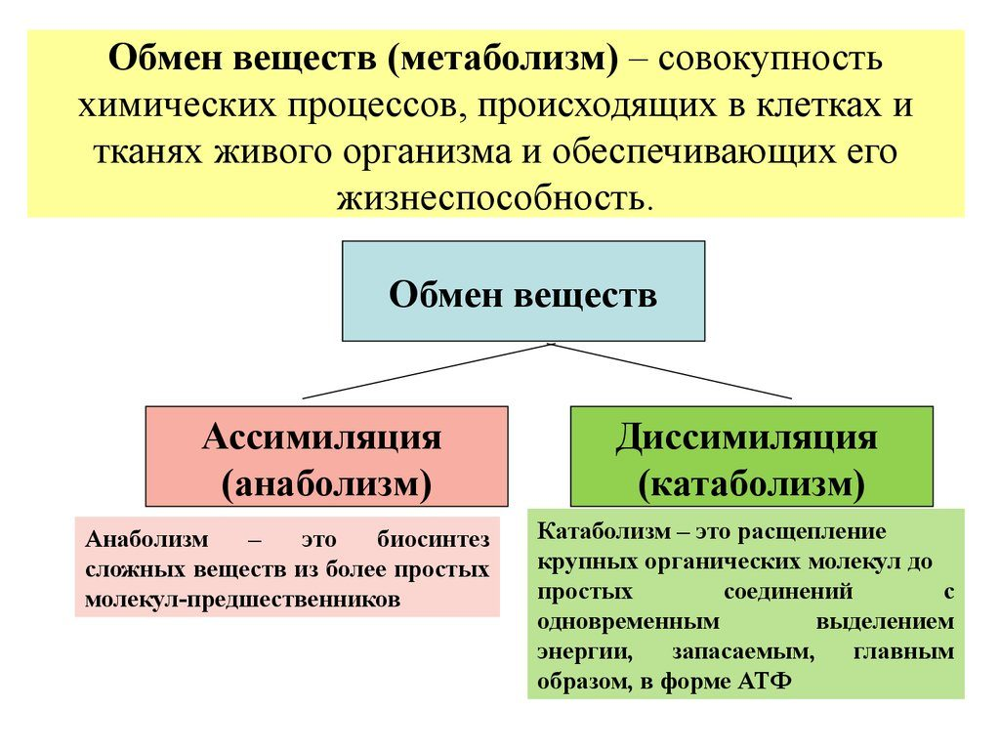 Обмен веществ (метаболизм) – совокупность
химических процессов, происходящих в клетках и
тканях живого организма и обеспечивающих его
жизнеспособность.
Обмен веществ
Ассимиляция
(анаболизм)
Анаболизм – это биосинтез
сложных веществ из более простых
молекул-предшественников
Диссимиляция
(катаболизм)
Катаболизм – это расщепление
крупных органических молекул до
простых соединений с
одновременным выделением
энергии, запасаемым, главным
образом, в форме АТФ